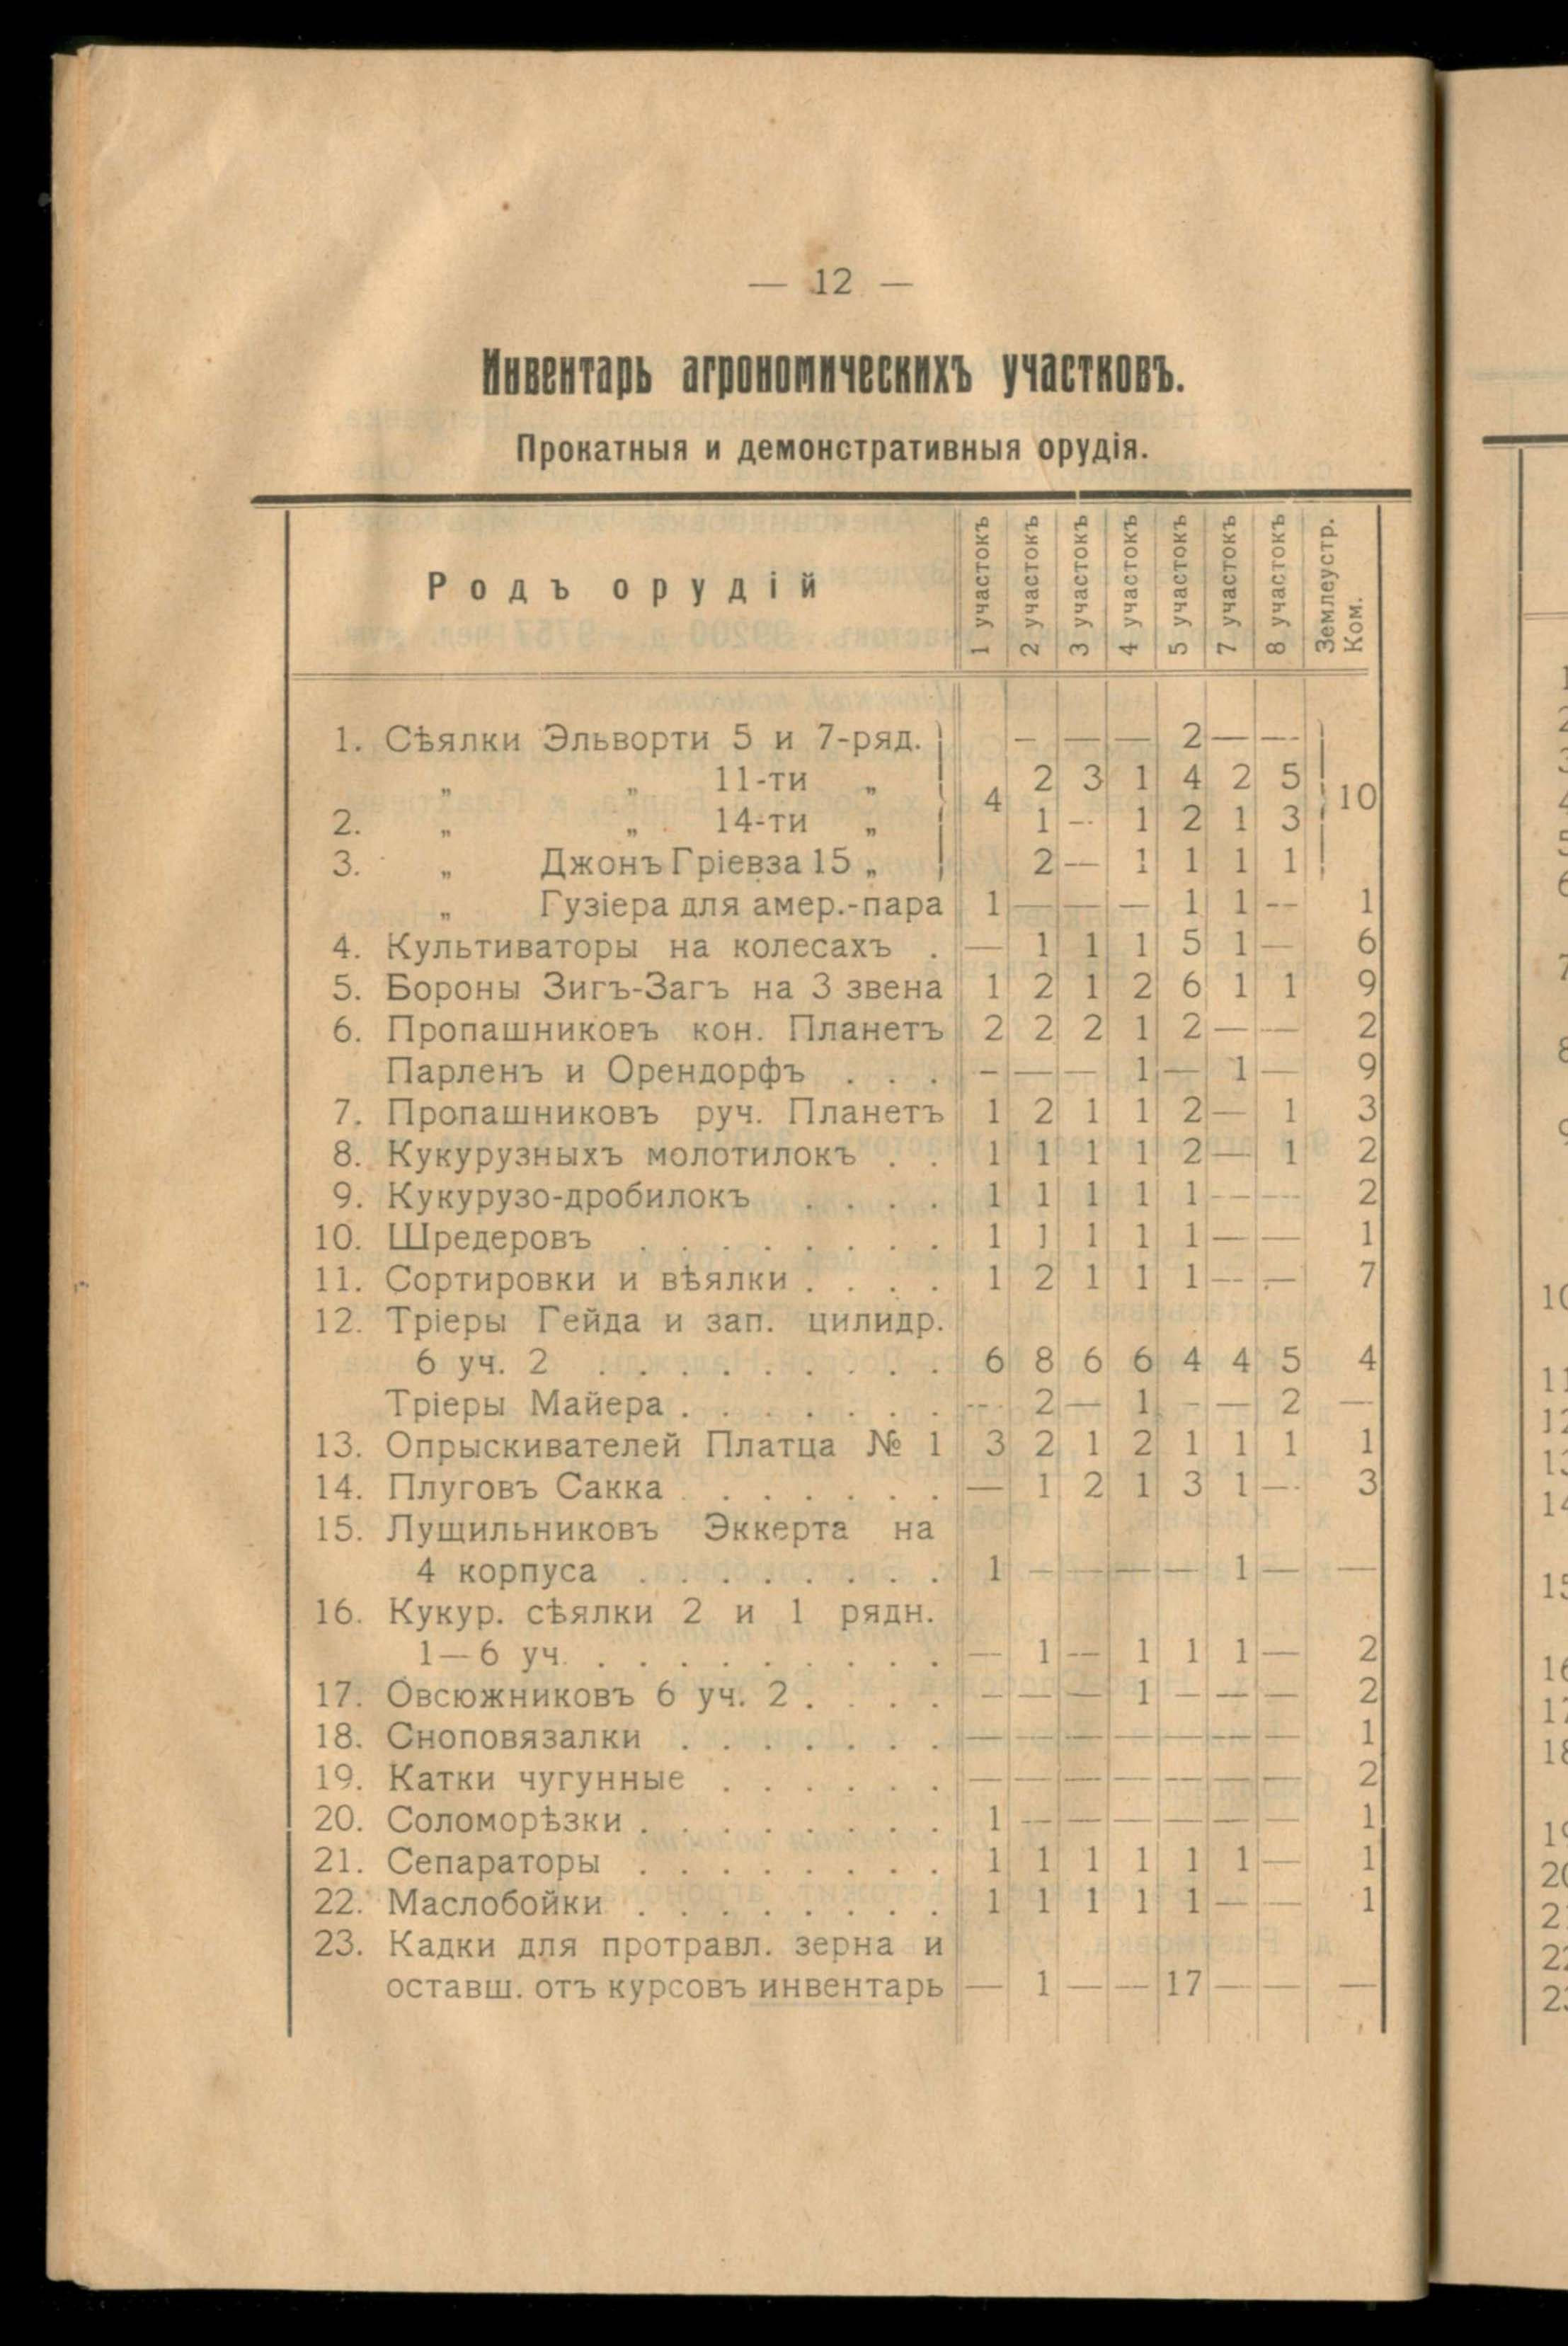 — 12 —
Инвентарь агрономическихъ участковъ.
Прокатныя и демонстративныя орудія.
Родъ орудій 1 участокъ 2 участокъ 3 участокъ 4 участокъ 5 участокъ 7 участокъ 8 участокъ Землеустр. Ком.
1. Сѣялки Эльворти 5 и 7-ряд. — — — 2 — —
„ „ 11-ти „ 4 2 3 1 4 2 5 10
2. „ „ 14-ти „ 1 — 1 2 1 3
3. „ Джонъ Гріевза 15 „ 2 — 1 1 1 1
„ Гузіера для амер.-пара 1 — — — 1 1 — 1
4. Культиваторы на колесахъ . — 1 1 1 5 1 — 6
5. Бороны Зигъ-Загъ на 3 звена 1 2 1 2 6 1 1 9
6. Пропашниковъ кон. Планетъ 2 2 2 1 2 — — 2
Парленъ и Орендорфъ . . . — — — 1 — 1 — 9
7. Пропашниковъ руч. Планетъ 1 2 1 1 2 — 1 3
8. Кукурузныхъ молотилокъ . . 1 1 1 1 2 — 1 2
9. Кукурузо-дробилокъ . . . . 1 1 1 1 1 — — 2
10. Шредеровъ . . . . . . . . 1 1 1 1 1 — — 1
11. Сортировки и вѣялки . . . . 1 2 1 1 1 — — 7
12. Тріеры Гейда и зап. цилидр.
6 уч. 2 . . . . . . . . . 6 8 6 6 4 4 5 4
Тріеры Майера . . . . . . . — 2 — 1 — — 2 —
13. Опрыскивателей Платца № 1 3 2 1 2 1 1 1 1
14. Плуговъ Сакка . . . . . . . — 1 2 1 3 1 — 3
15. Лущильниковъ Эккерта на
4 корпуса . . . . . . . . 1 — — — — 1 — —
16. Кукур. сѣялки 2 и 1 рядн.
1—6 уч. . . . . . . . . . — 1 — 1 1 1 — 2
17. Овсюжниковъ 6 уч. 2 . . . . — — — 1 — — — 2
18. Сноповязалки . . . . . . . — — — — — — — 1
19. Катки чугунные . . . . . . — — — — — — — 2
20. Соломорѣзки . . . . . . . . 1 — — — — — — 1
21. Сепараторы . . . . . . . . 1 1 1 1 1 1 — 1
22. Маслобойки . . . . . . . . 1 1 1 1 1 — — 1
23. Кадки для протравл. зерна и
оставш. отъ курсовъ инвентарь — 1 — — 17 — — —